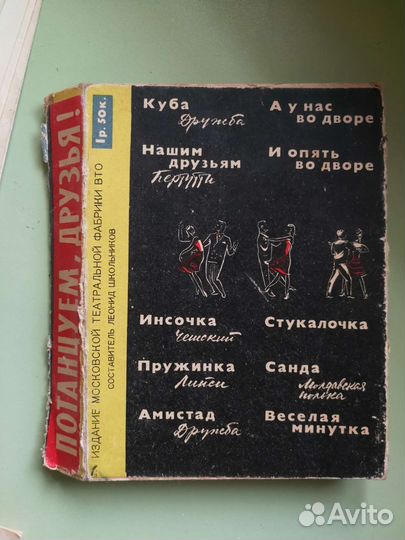 ПОТАНЦУЕМ, ДРУЗЬЯ!
1р. 50к.
ИЗДАНИЕ МОСКОВСКОЙ ТЕАТРАЛЬНОЙ ФАБРИКИ ВТО
СОСТАВИТЕЛЬ ЛЕОНИД ШКОЛЬНИКОВ
Куба
Дружба
А у нас
во дворе
Нашим
друзьям
Бергутти
И опять
во дворе
Инсочка
Чешский
Стукалочка
Пружинка
Липси
Санда
Молдавская
полька
Амистад
Дружба
Веселая
минутка
Avito